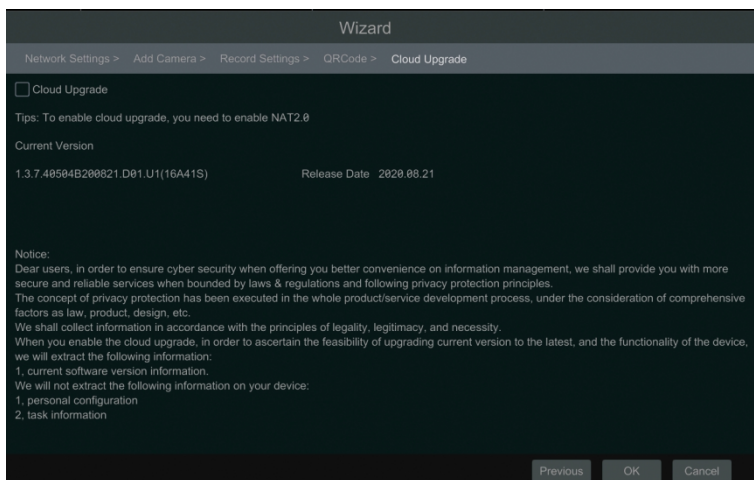 Wizard
Network Settings > Add Camera > Record Settings > QRCode > Cloud Upgrade
Cloud Upgrade
Tips: To enable cloud upgrade, you need to enable NAT2.0
Current Version
1.3.7.40504B200821.D01.U1(16A41S) Release Date 2020.08.21
Notice:
Dear users, in order to ensure cyber security when offering you better convenience on information management, we shall provide you with more
secure and reliable services when bounded by laws & regulations and following privacy protection principles.
The concept of privacy protection has been executed in the whole product/service development process, under the consideration of comprehensive
factors as law, product, design, etc.
We shall collect information in accordance with the principles of legality, legitimacy, and necessity.
When you enable the cloud upgrade, in order to ascertain the feasibility of upgrading current version to the latest, and the functionality of the device,
we will extract the following information:
1, current software version information.
We will not extract the following information on your device:
1, personal configuration
2, task information
Previous OK Cancel